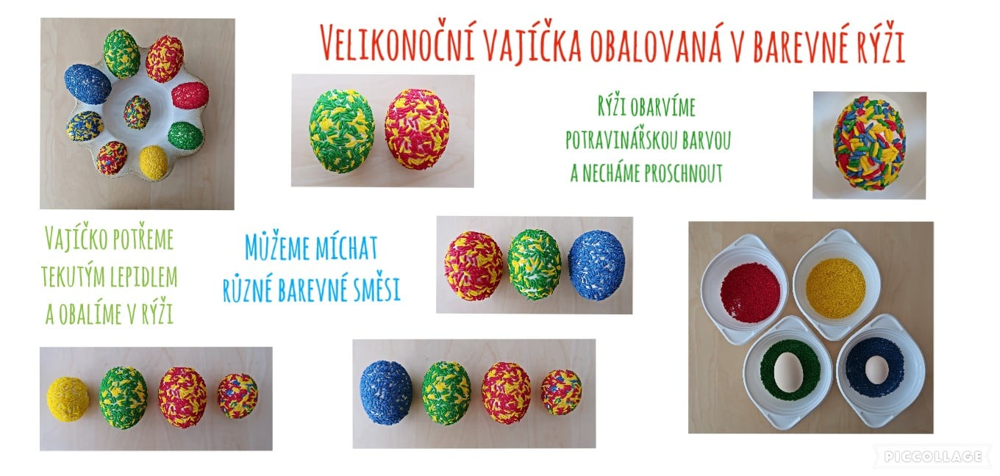 VELIKONOČNÍ VAJÍČKA OBALOVANÁ V BAREVNÉ RÝŽI
RÝŽI OBARVÍME
POTRAVINÁŘSKOU BARVOU
A NECHÁME PROSCHNOUT
VAJÍČKO POTŘEME
TEKUTÝM LEPIDLEM
A OBALÍME V RÝŽI
MŮŽEME MÍCHAT
RŮZNÉ BAREVNÉ SMĚSI
PICCOLLAGE